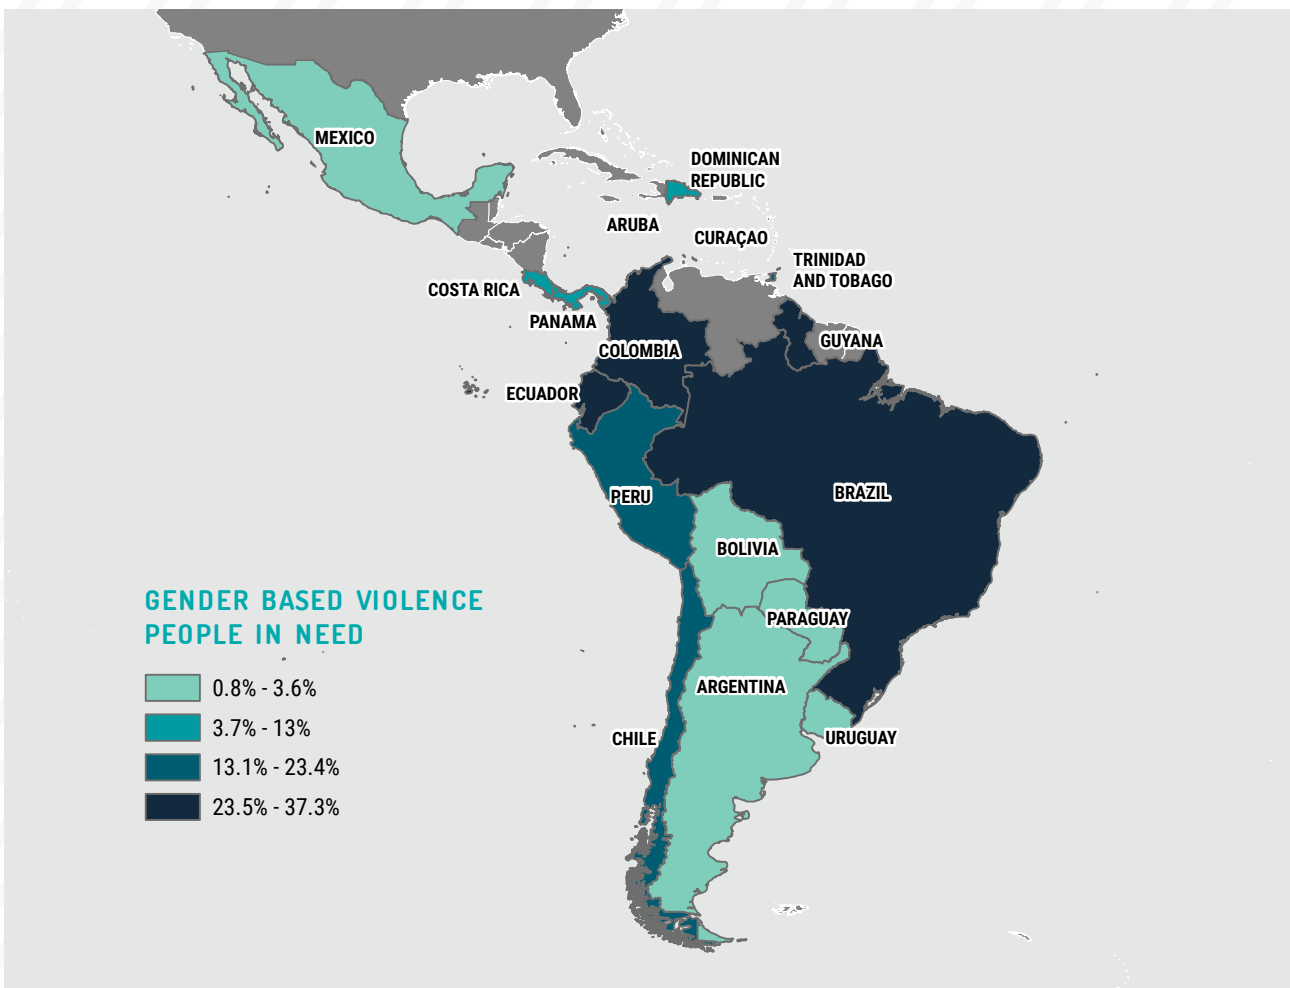 MEXICO
DOMINICAN
REPUBLIC
ARUBA
CURAÇAO
TRINIDAD
AND TOBAGO
COSTA RICA
PANAMA
GUYANA
COLOMBIA
ECUADOR
PERU
BRAZIL
BOLIVIA
PARAGUAY
ARGENTINA
CHILE
URUGUAY
GENDER BASED VIOLENCE
PEOPLE IN NEED
0.8% - 3.6%
3.7% - 13%
13.1% - 23.4%
23.5% - 37.3%